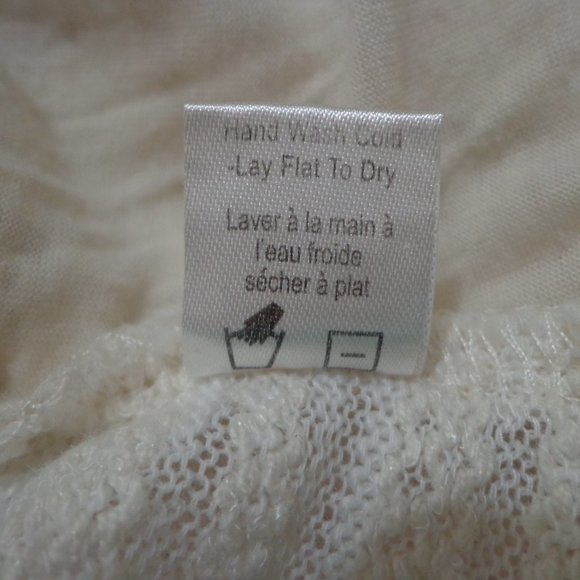 Hand Wash Cold
-Lay Flat To Dry
Laver à la main à
l'eau froide
sécher à plat